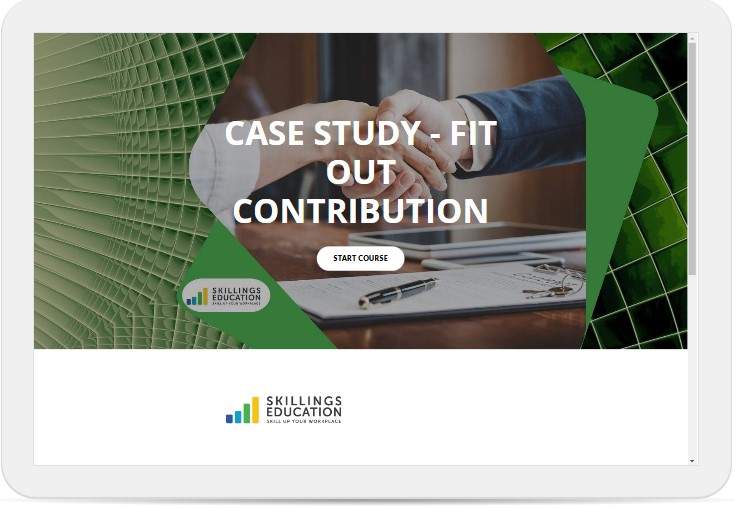 CASE STUDY - FIT
OUT
CONTRIBUTION
START COURSE
SKILLINGS
EDUCATION
SKILL UP YOUR WORKPLACE
SKILLINGS
EDUCATION
SKILL UP YOUR WORKPLACE